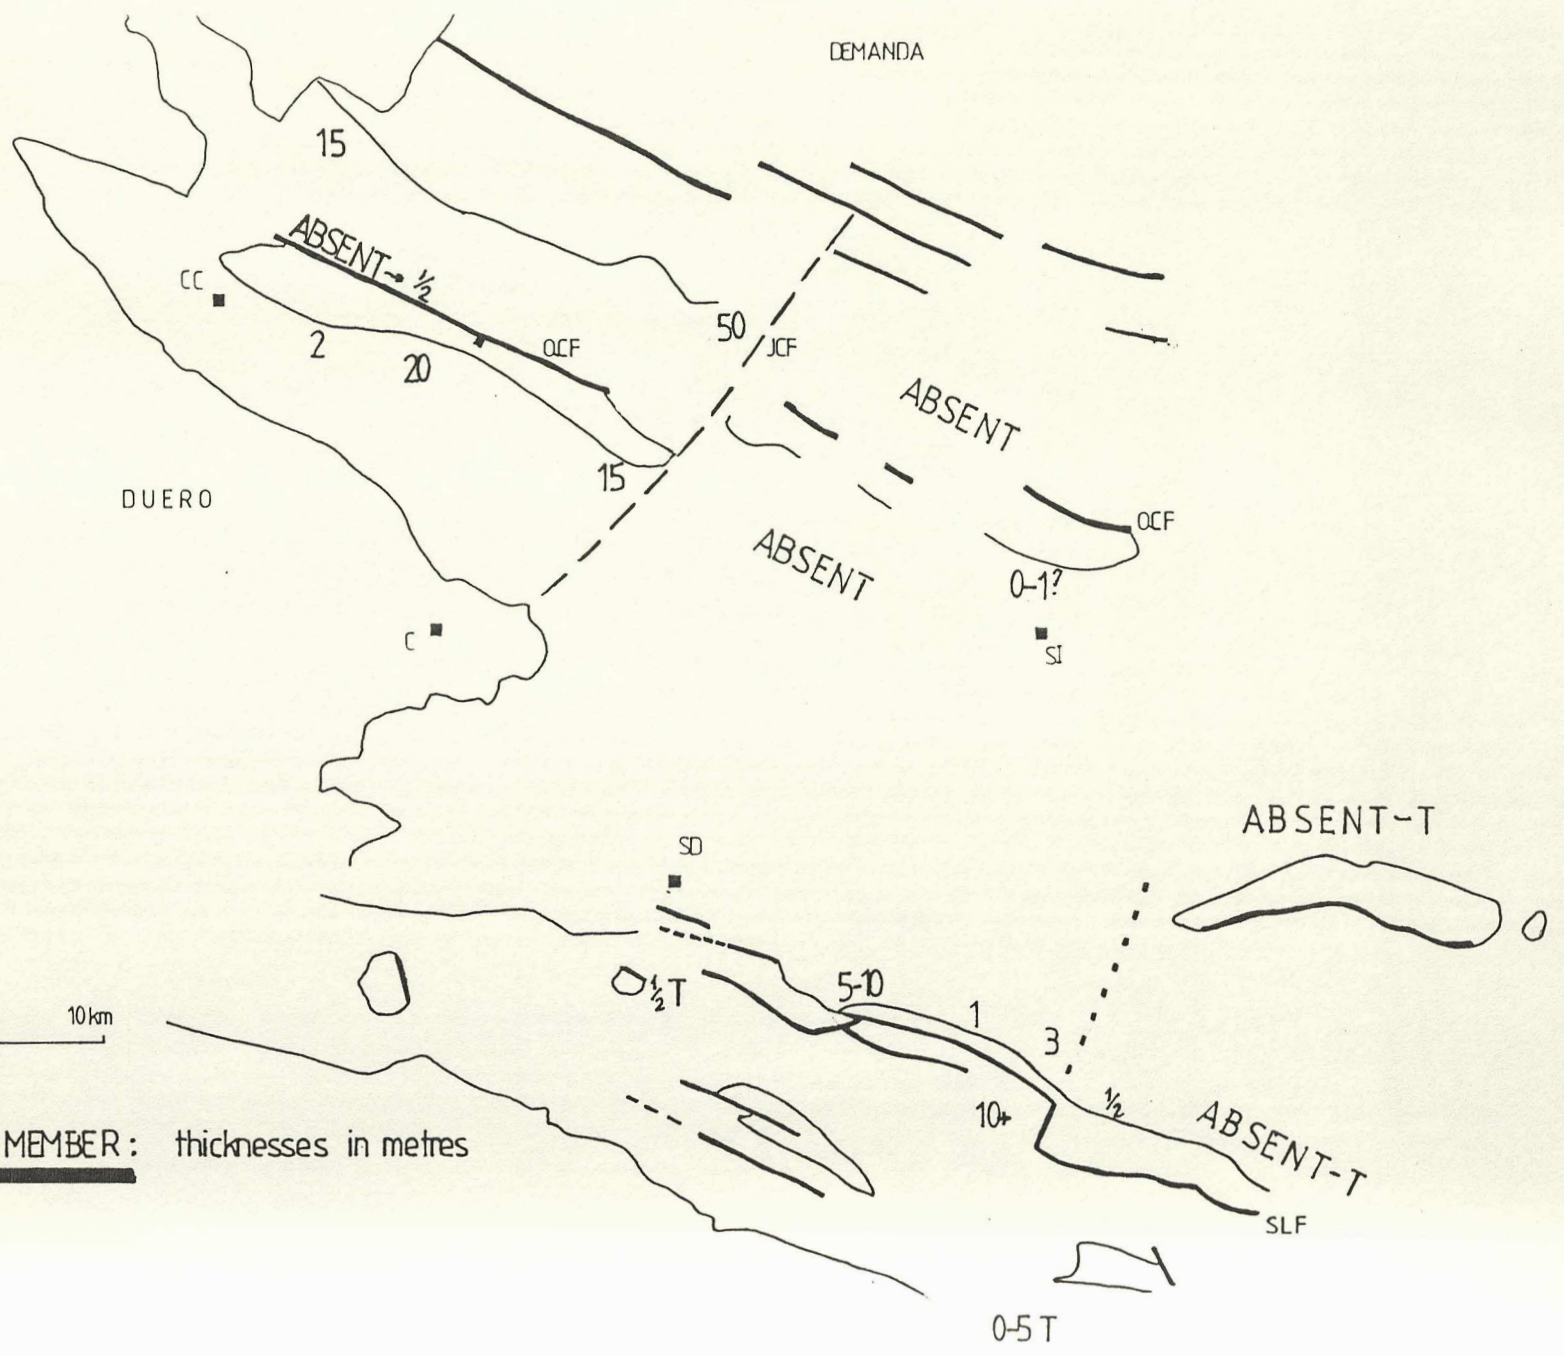 DEMANDA
15
ABSENT→ ½
CC
2
20
OCF
50
JCF
15
ABSENT
DUERO
ABSENT
OCF
0-1?
C
SI
ABSENT-T
SD
½T
5-10
1
3
10km
10+
½
ABSENT-T
MEMBER: thicknesses in metres
SLF
0-5T